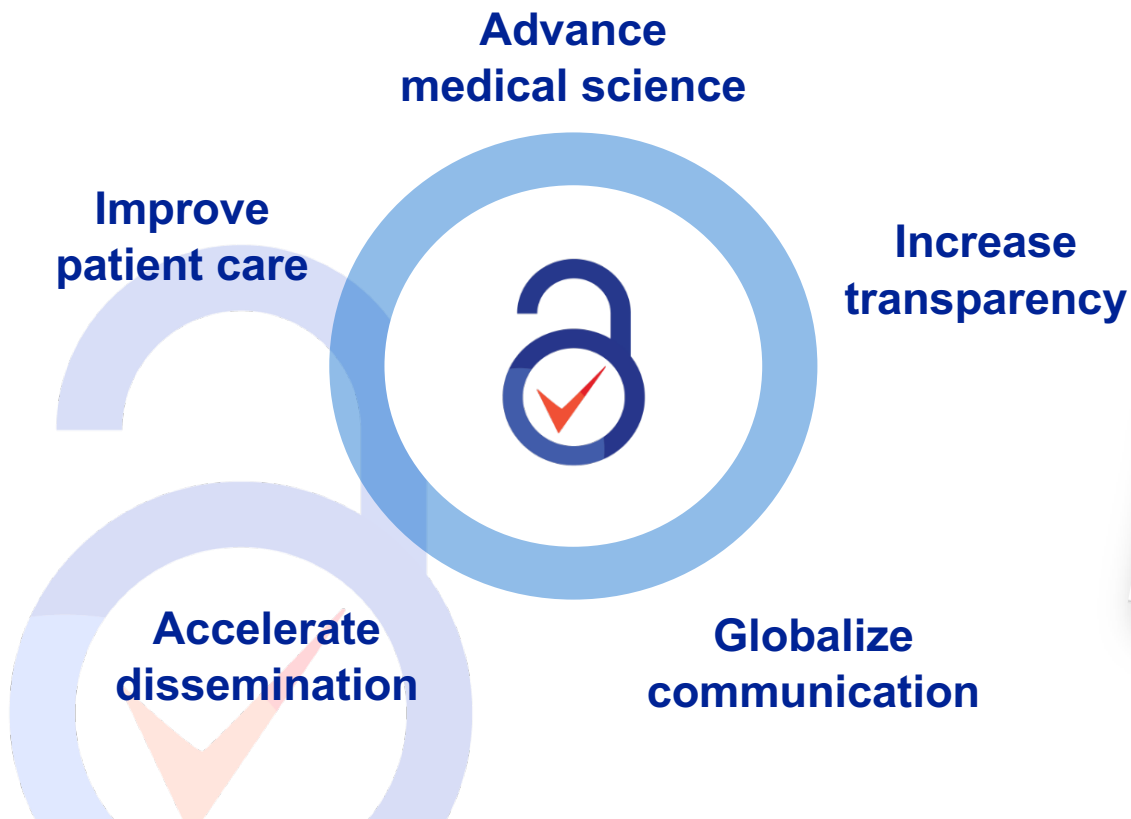 Advance
medical science
Improve
patient care
Increase
transparency
Accelerate
dissemination
Globalize
communication